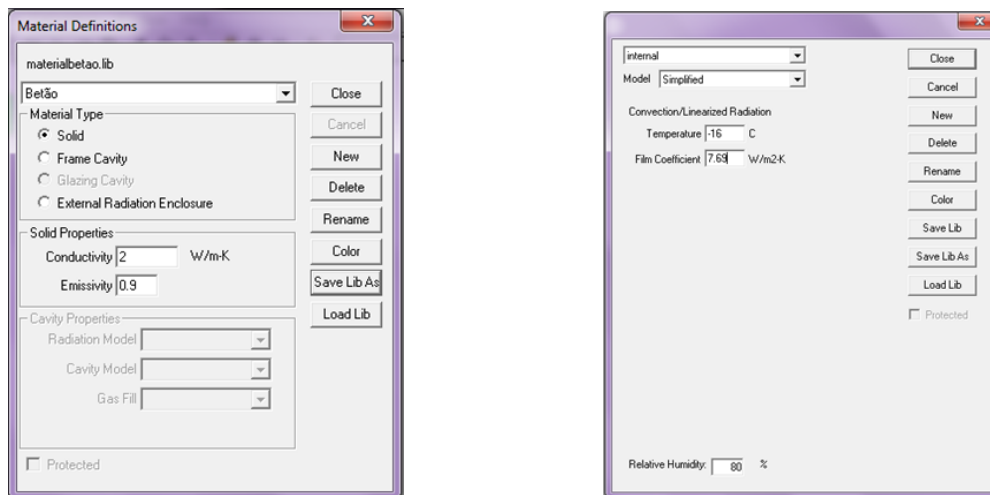 Material Definitions
materialbetao.lib
Betão
Close
Material Type
Solid
Cancel
Frame Cavity
New
Glazing Cavity
Delete
External Radiation Enclosure
Rename
Solid Properties
Conductivity 2 W/m-K
Color
Emissivity 0.9
Save Lib As
Cavity Properties
Load Lib
Radiation Model
Cavity Model
Gas Fill
Protected
internal
Close
Model Simplified
Cancel
Convection/Linearized Radiation
New
Temperature -16 C
Delete
Film Coefficient 7.69 W/m2-K
Rename
Color
Save Lib
Save Lib As
Load Lib
Protected
Relative Humidity: 80 %